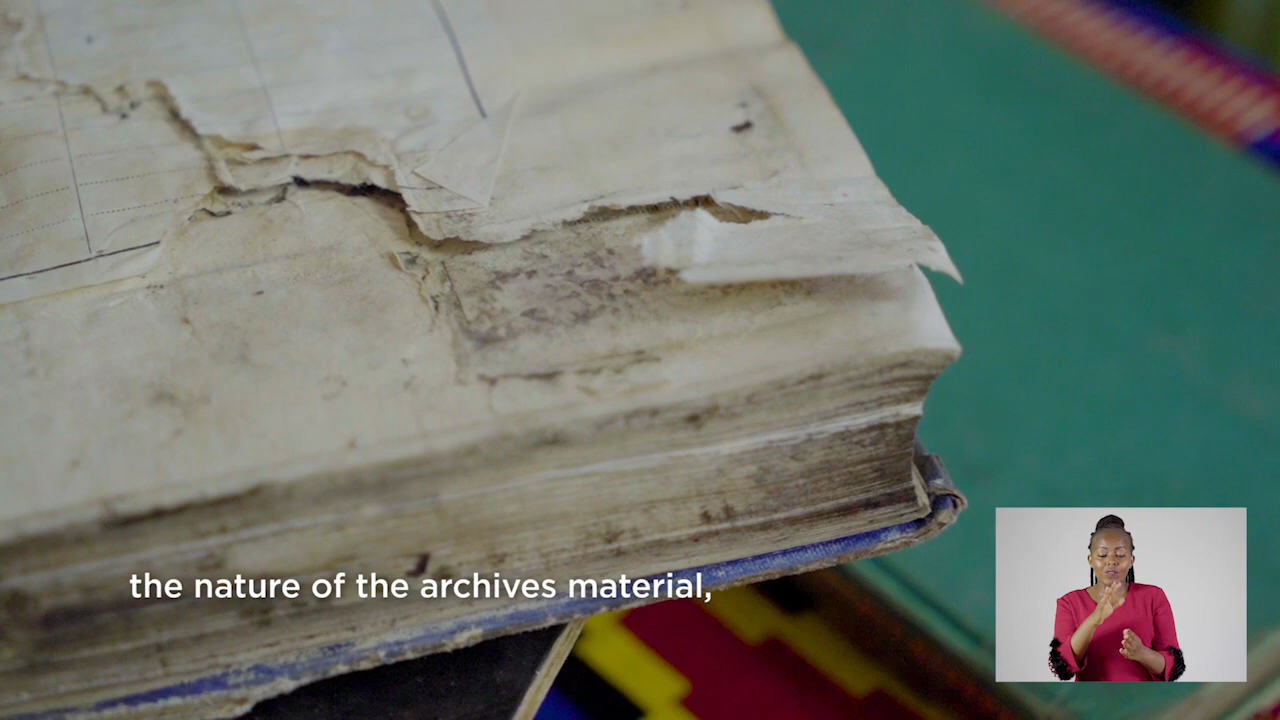 the nature of the archives material,